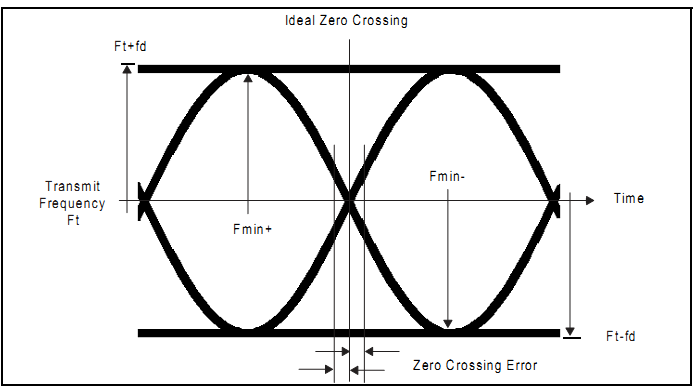 Ideal Zero Crossing
Ft+fd
Transmit
Frequency
Ft
Fmin+
Fmin-
Time
Ft-fd
Zero Crossing Error